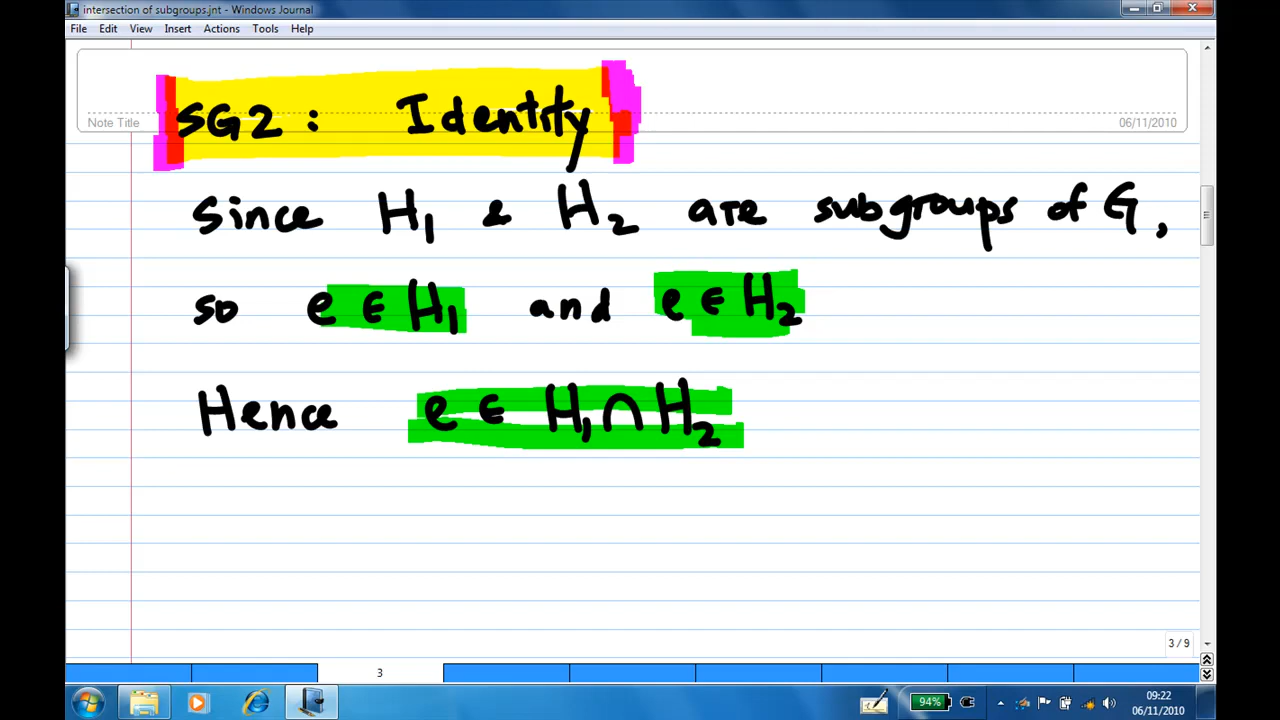 intersection of subgroups.jnt - Windows Journal
File Edit View Insert Actions Tools Help
SG2 : Identity
Note Title
06/11/2010
Since H₁ & H₂ are subgroups of G,
so e ∈ H₁ and e ∈ H₂
Hence e ∈ H₁∩H₂
3 / 9
3
94%
09:22
06/11/2010